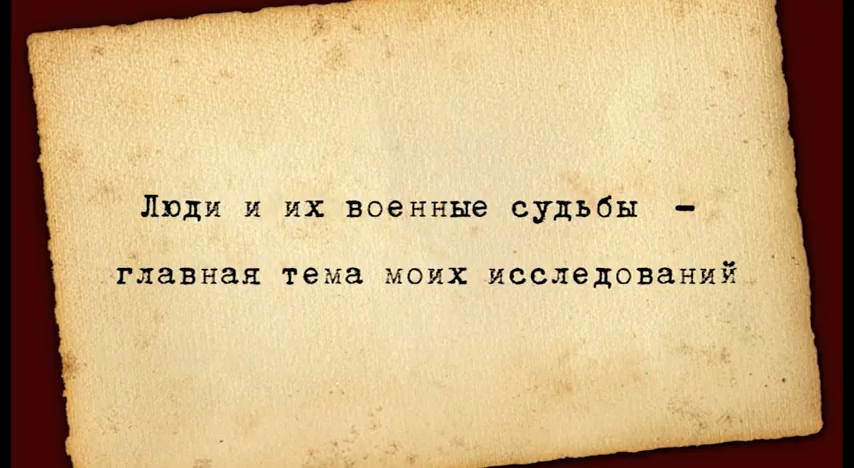 Люди и их военные судьбы -
главная тема моих исследований